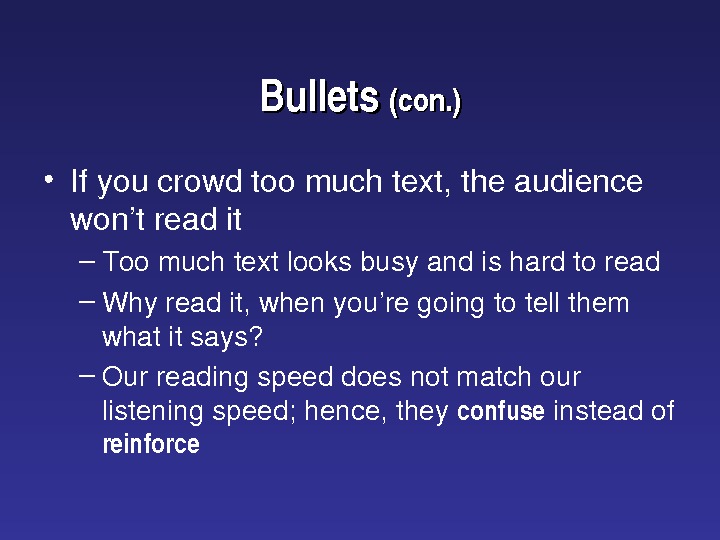 Bullets (con.)
• If you crowd too much text, the audience
won’t read it
– Too much text looks busy and is hard to read
– Why read it, when you’re going to tell them
what it says?
– Our reading speed does not match our
listening speed; hence, they confuse instead of
reinforce